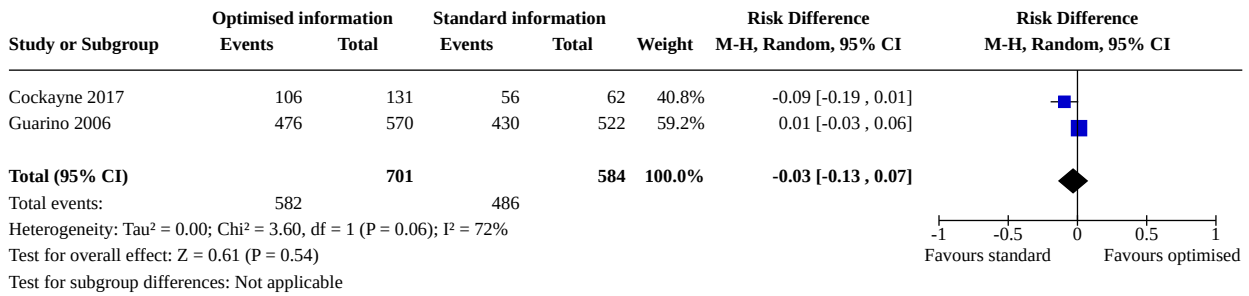 Optimised information Standard information Risk Difference Risk Difference
Study or Subgroup Events Total Events Total Weight M-H, Random, 95% CI M-H, Random, 95% CI
Cockayne 2017 106 131 56 62 40.8% -0.09 [-0.19 , 0.01]
Guarino 2006 476 570 430 522 59.2% 0.01 [-0.03 , 0.06]
Total (95% CI) 701 584 100.0% -0.03 [-0.13 , 0.07]
Total events: 582 486
Heterogeneity: Tau² = 0.00; Chi² = 3.60, df = 1 (P = 0.06); I² = 72%
-1 -0.5 0 0.5 1
Test for overall effect: Z = 0.61 (P = 0.54) Favours standard Favours optimised
Test for subgroup differences: Not applicable